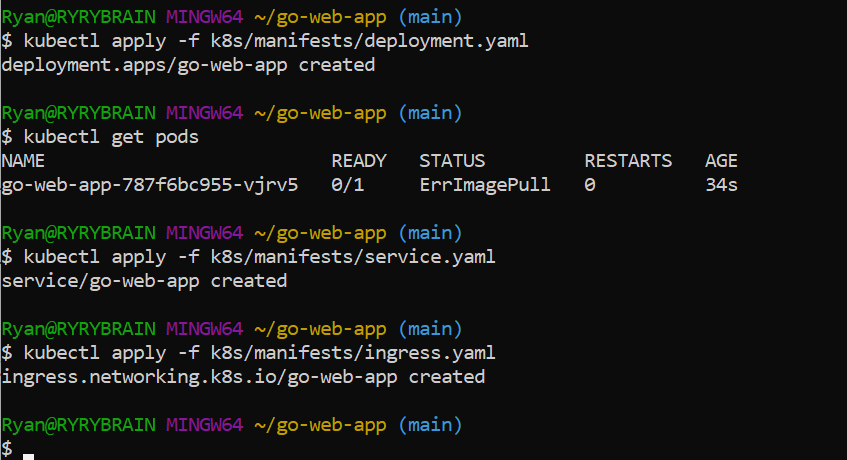 Ryan@RYRYBRAIN MINGW64 ~/go-web-app (main)
$ kubectl apply -f k8s/manifests/deployment.yaml
deployment.apps/go-web-app created
Ryan@RYRYBRAIN MINGW64 ~/go-web-app (main)
$ kubectl get pods
NAME READY STATUS RESTARTS AGE
go-web-app-787f6bc955-vjrv5 0/1 ErrImagePull 0 34s
Ryan@RYRYBRAIN MINGW64 ~/go-web-app (main)
$ kubectl apply -f k8s/manifests/service.yaml
service/go-web-app created
Ryan@RYRYBRAIN MINGW64 ~/go-web-app (main)
$ kubectl apply -f k8s/manifests/ingress.yaml
ingress.networking.k8s.io/go-web-app created
Ryan@RYRYBRAIN MINGW64 ~/go-web-app (main)
$